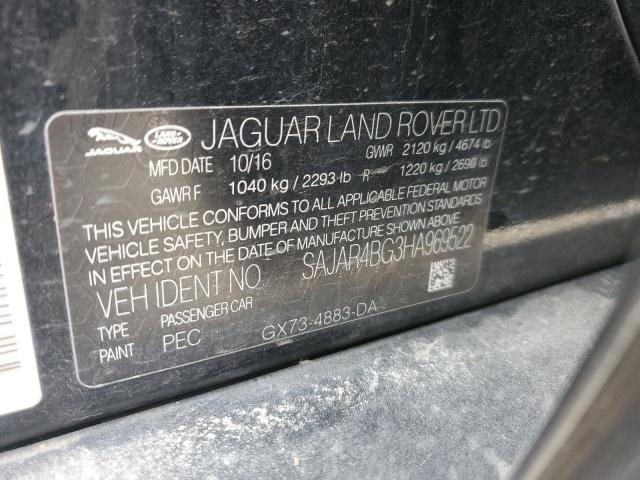 JAGUAR LAND ROVER JAGUAR LAND ROVER LTD
MFD DATE 10/16 GVWR 2120 kg / 4674 lb
GAWR F 1040 kg / 2293 lb R 1220 kg / 2690 lb
THIS VEHICLE CONFORMS TO ALL APPLICABLE FEDERAL MOTOR
VEHICLE SAFETY, BUMPER AND THEFT PREVENTION STANDARDS
IN EFFECT ON THE DATE OF MANUFACTURE SHOWN ABOVE.
VEH IDENT NO. SAJAR4BG3HA969522
TYPE PASSENGER CAR
PAINT PEC GX73-4883-DA